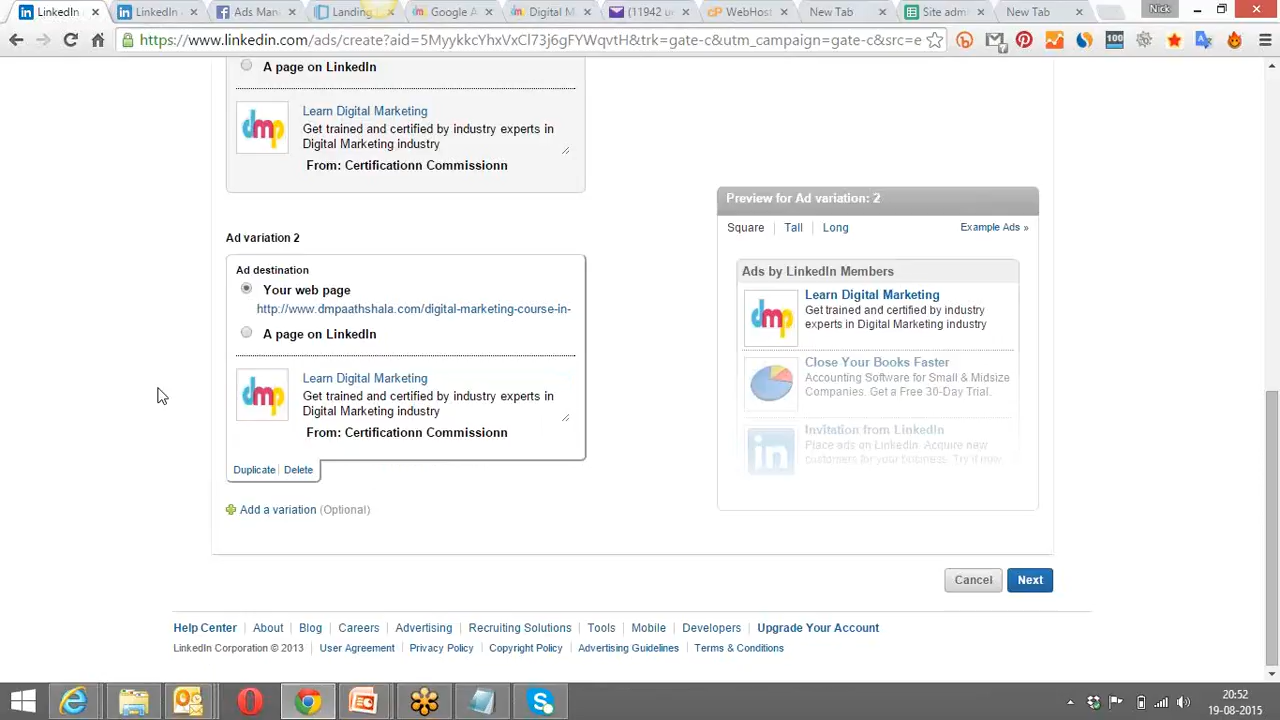 LinkedIn
LinkedIn
Ads Man
Landing
Google A
Digital M
(11942 u
WebHost
New Tab
Site adm
New Tab
Nick
https://www.linkedin.com/ads/create?aid=5MyykkcYhxVxCl73j6gFYWqvtH&trk=gate-c&utm_campaign=gate-c&src=e
100
A page on LinkedIn
dmp
Learn Digital Marketing
Get trained and certified by industry experts in
Digital Marketing industry
From: Certificationn Commissionn
Ad variation 2
Ad destination
Your web page
http://www.dmpaathshala.com/digital-marketing-course-in-
A page on LinkedIn
dmp
Learn Digital Marketing
Get trained and certified by industry experts in
Digital Marketing industry
From: Certificationn Commissionn
Duplicate
Delete
Add a variation (Optional)
Preview for Ad variation: 2
Square
Tall
Long
Example Ads »
Ads by LinkedIn Members
dmp
Learn Digital Marketing
Get trained and certified by industry
experts in Digital Marketing industry
Close Your Books Faster
Accounting Software for Small & Midsize
Companies. Get a Free 30-Day Trial.
in
Invitation from LinkedIn
Place ads on LinkedIn. Acquire new
customers for your business. Try it now.
Cancel
Next
Help Center
About
Blog
Careers
Advertising
Recruiting Solutions
Tools
Mobile
Developers
Upgrade Your Account
LinkedIn Corporation © 2013
User Agreement
Privacy Policy
Copyright Policy
Advertising Guidelines
Terms & Conditions
20:52
19-08-2015